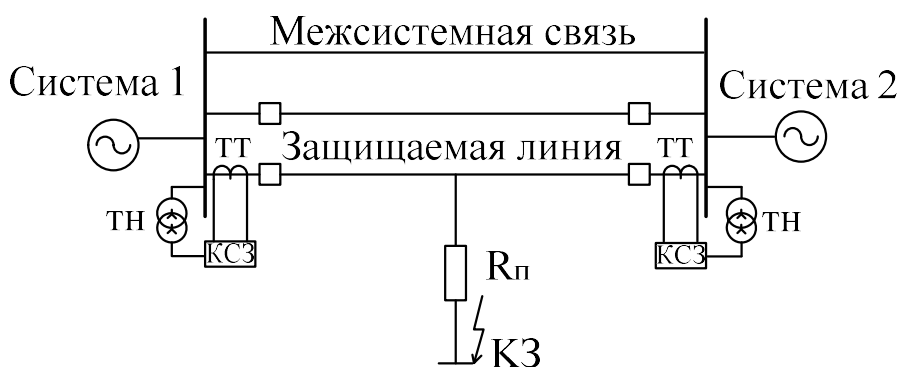 Межсистемная связь
Система 1
Система 2
ТТ
Защищаемая линия
ТТ
ТН
КСЗ
Rп
КСЗ
ТН
КЗ